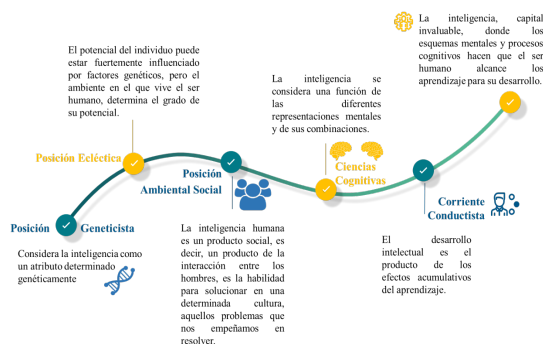 Posición Geneticista
Considera la inteligencia como
un atributo determinado
genéticamente
El potencial del individuo puede
estar fuertemente influenciado
por factores genéticos, pero el
ambiente en el que vive el ser
humano, determina el grado de
su potencial.
Posición Ecléctica
Posición
Ambiental Social
La inteligencia humana
es un producto social, es
decir, un producto de la
interacción entre los
hombres, es la habilidad
para solucionar en una
determinada cultura,
aquellos problemas que
nos empeñamos en
resolver.
La inteligencia se
considera una función de
las diferentes
representaciones mentales
y de sus combinaciones.
Ciencias
Cognitivas
Corriente
Conductista
El desarrollo
intelectual es el
producto de los
efectos acumulativos
del aprendizaje.
La inteligencia, capital
invaluable, donde los
esquemas mentales y procesos
cognitivos hacen que el ser
humano alcance los
aprendizaje para su desarrollo.